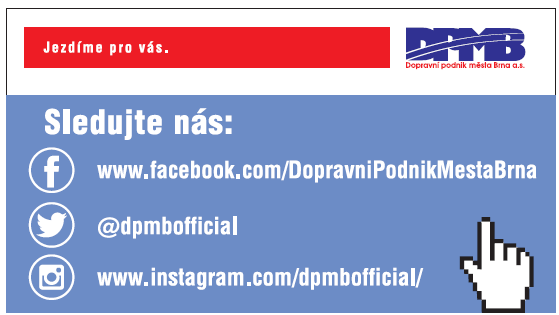 Jezdíme pro vás.
DPMB
Dopravní podnik města Brna a.s.
Sledujte nás:
www.facebook.com/DopravniPodnikMestaBrna
@dpmbofficial
www.instagram.com/dpmbofficial/